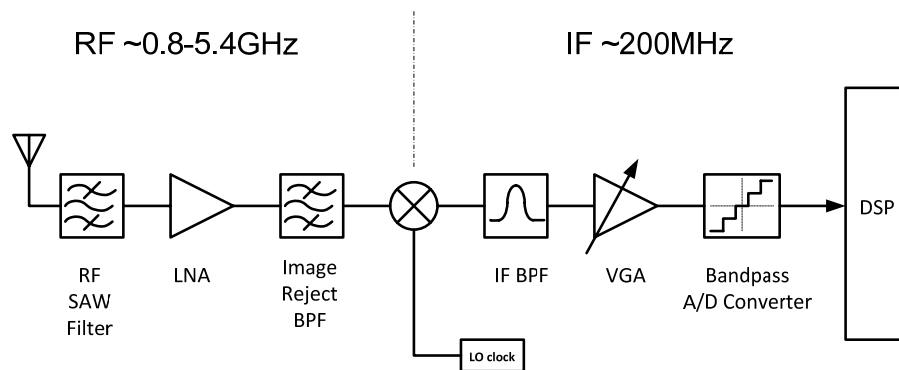 RF ~0.8-5.4GHz
IF ~200MHz
RF
SAW
Filter
LNA
Image
Reject
BPF
LO clock
IF BPF
VGA
Bandpass
A/D Converter
DSP